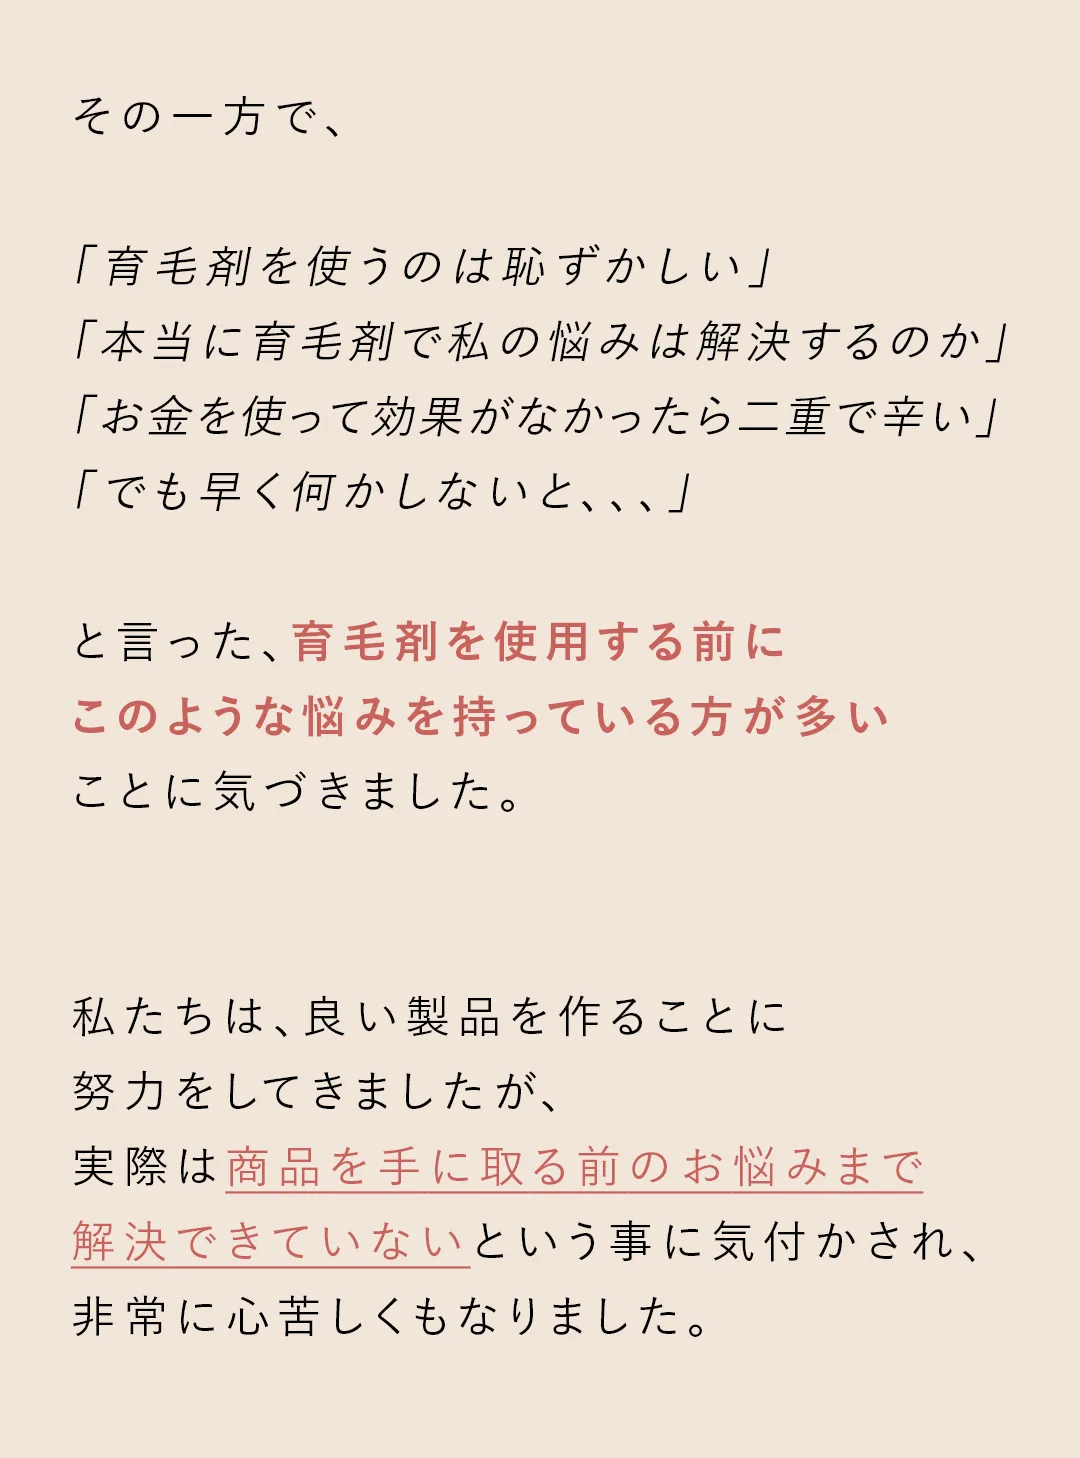 その一方で、
「育毛剤を使うのは恥ずかしい」
「本当に育毛剤で私の悩みは解決するのか」
「お金を使って効果がなかったら二重で辛い」
「でも早く何かしないと、、、」
と言った、育毛剤を使用する前に
このような悩みを持っている方が多い
ことに気づきました。
私たちは、良い製品を作ることに
努力をしてきましたが、
実際は商品を手に取る前のお悩みまで
解決できていないという事に気付かされ、
非常に心苦しくもなりました。